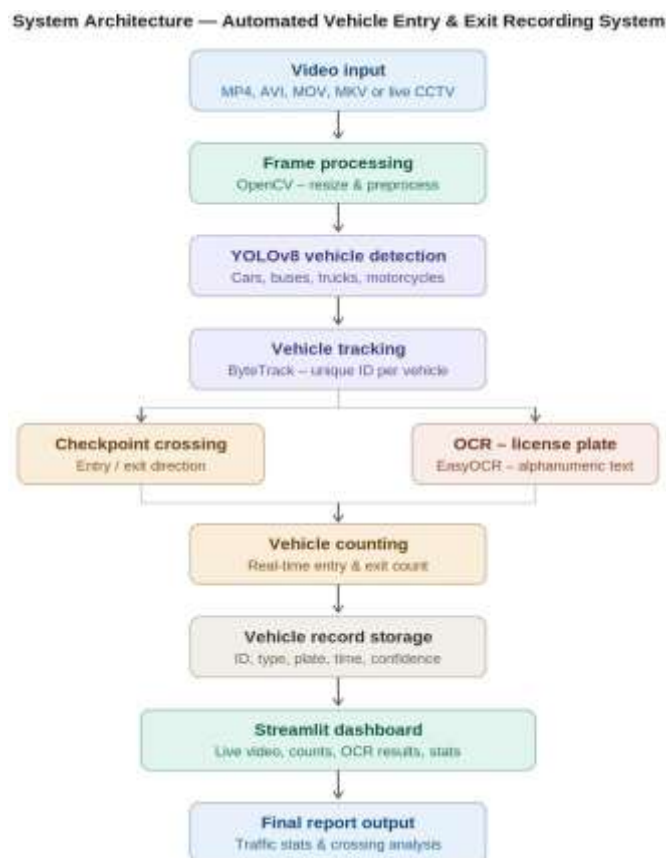 System Architecture — Automated Vehicle Entry & Exit Recording System
Video input
MP4, AVI, MOV, MKV or live CCTV
Frame processing
OpenCV – resize & preprocess
YOLOv8 vehicle detection
Cars, buses, trucks, motorcycles
Vehicle tracking
ByteTrack – unique ID per vehicle
Checkpoint crossing
Entry / exit direction
OCR – license plate
EasyOCR – alphanumeric text
Vehicle counting
Real-time entry & exit count
Vehicle record storage
ID, type, plate, time, confidence
Streamlit dashboard
Live video, counts, OCR results, stats
Final report output
Traffic stats & crossing analysis